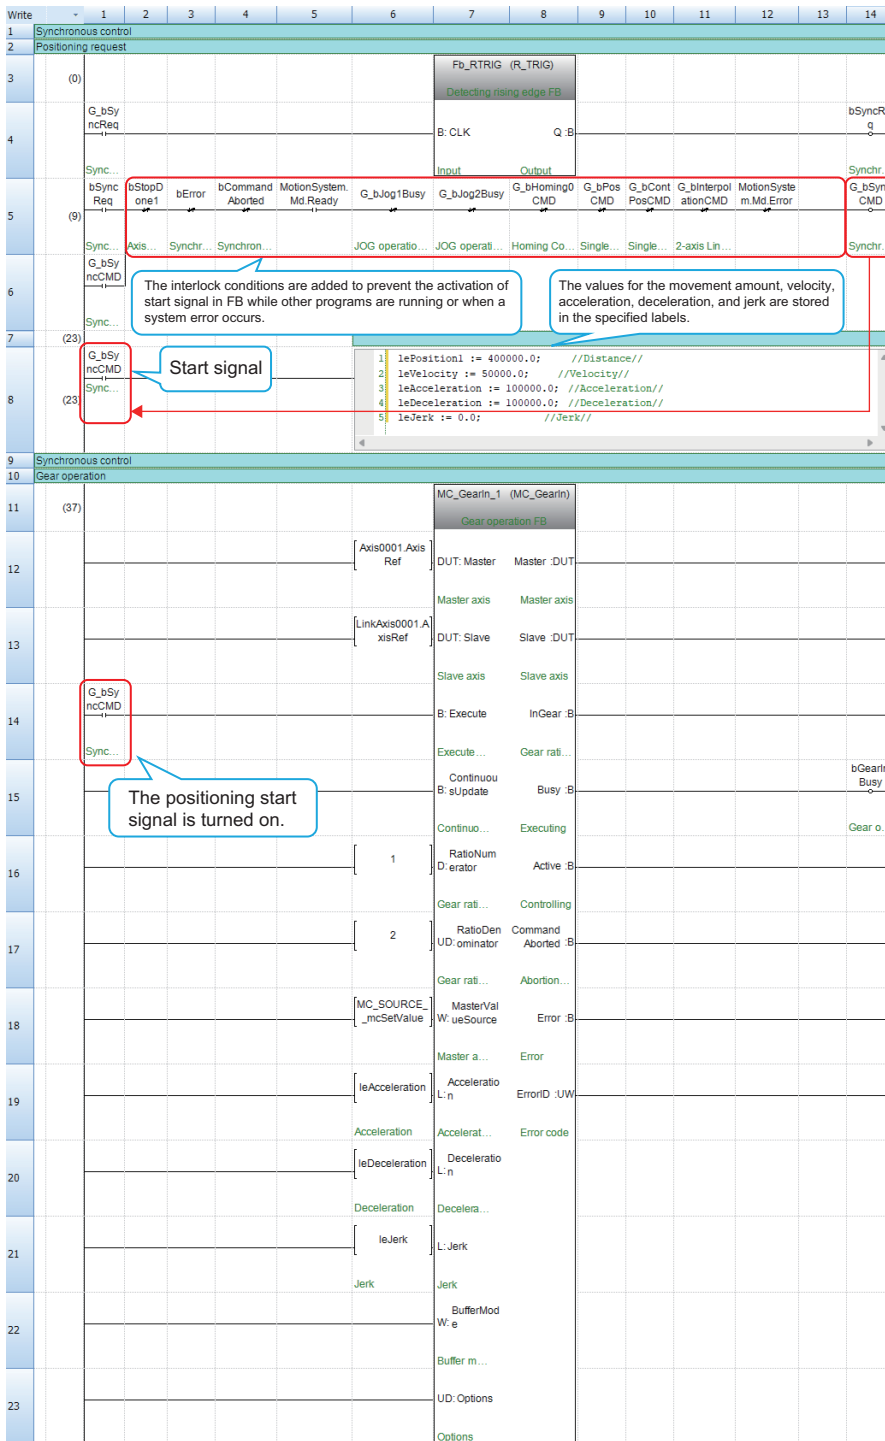 Write 1 2 3 4 5 6 7 8 9 10 11 12 13 14
1 Synchronous control
2 Positioning request
3 (0) Fb_RTRIG (R_TRIG)
Detecting rising edge FB
G_bSy
ncReq
bSyncR
q
4 B: CLK Q :B
Sync... Input Output Synchr.
bSync
Req
bStopD
one1
bError
bCommand
Aborted
MotionSystem.
Md.Ready
G_bJog1Busy
G_bJog2Busy
G_bHoming0
CMD
G_bPos
CMD
G_bCont
PosCMD
G_bInterpol
ationCMD
MotionSyste
m.Md.Error
G_bSyn
CMD
5 (9)
Sync... Axis... Synchr... Synchron... JOG operatio... JOG operati... Homing Co... Single... Single... 2-axis Lin... Synchr.
G_bSy
ncCMD
6
Sync...
The interlock conditions are added to prevent the activation of
start signal in FB while other programs are running or when a
system error occurs.
The values for the movement amount, velocity,
acceleration, deceleration, and jerk are stored
in the specified labels.
7 (23)
G_bSy
ncCMD
Sync...
8 (23)
Start signal
1 lePosition1 := 400000.0; //Distance//
2 leVelocity := 50000.0; //Velocity//
3 leAcceleration := 100000.0; //Acceleration//
4 leDeceleration := 100000.0; //Deceleration//
5 leJerk := 0.0; //Jerk//
9 Synchronous control
10 Gear operation
11 (37) MC_GearIn_1 (MC_GearIn)
Gear operation FB
Axis0001.Axis
Ref
12 DUT: Master Master :DUT
Master axis Master axis
LinkAxis0001.A
xisRef
13 DUT: Slave Slave :DUT
Slave axis Slave axis
G_bSy
ncCMD
14 B: Execute InGear :B
Sync... Execute... Gear rati...
The positioning start
signal is turned on.
bGearIn
Busy
15 B: Continuou
sUpdate Busy :B
Continuo... Executing Gear o.
16 1 D: RatioNum
erator Active :B
Gear rati... Controlling
17 2 UD: RatioDen
ominator Command
Aborted :B
Gear rati... Abortion...
18 MC_SOURCE_
_mcSetValue W: MasterVal
ueSource Error :B
Master a... Error
19 leAcceleration L: Acceleratio
n ErrorID :UW
Acceleration Accelerat... Error code
20 leDeceleration L: Deceleratio
n
Deceleration Decelera...
21 leJerk L: Jerk
Jerk Jerk
22 W: BufferMod
e
Buffer m...
23 UD: Options
Options